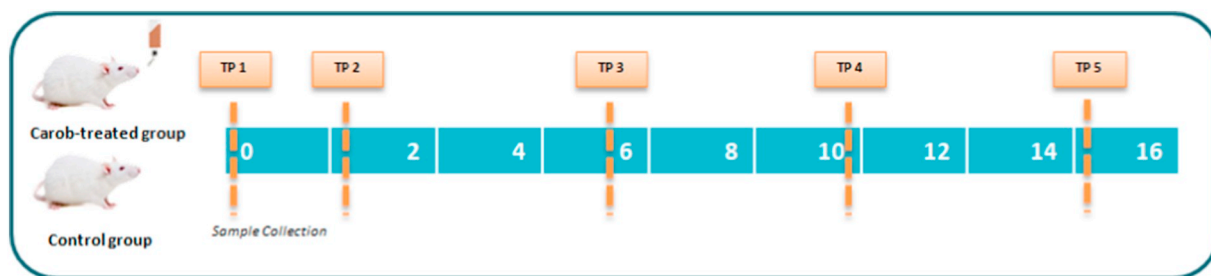 TP 1
TP 2
TP 3
TP 4
TP 5
Carob-treated group
0 2 4 6 8 10 12 14 16
Control group
Sample Collection